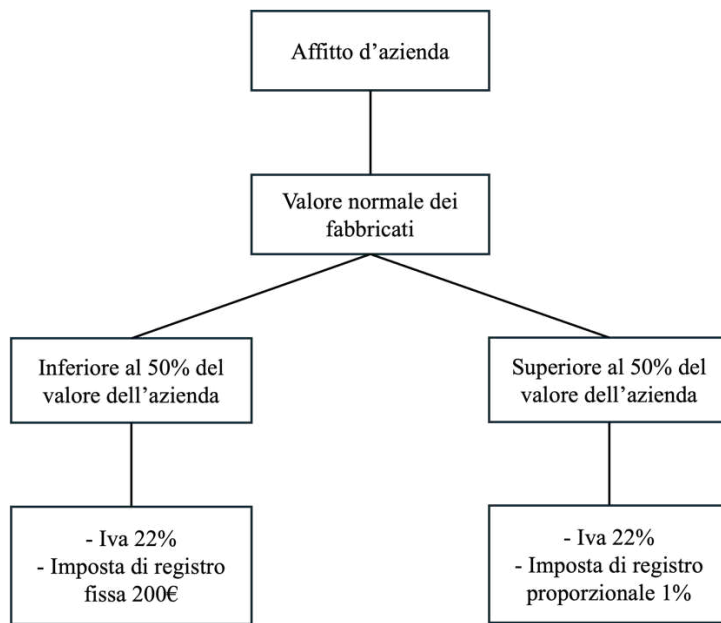 Affitto d’azienda
Valore normale dei
fabbricati
Inferiore al 50% del
valore dell’azienda
Superiore al 50% del
valore dell’azienda
- Iva 22%
- Imposta di registro
fissa 200€
- Iva 22%
- Imposta di registro
proporzionale 1%